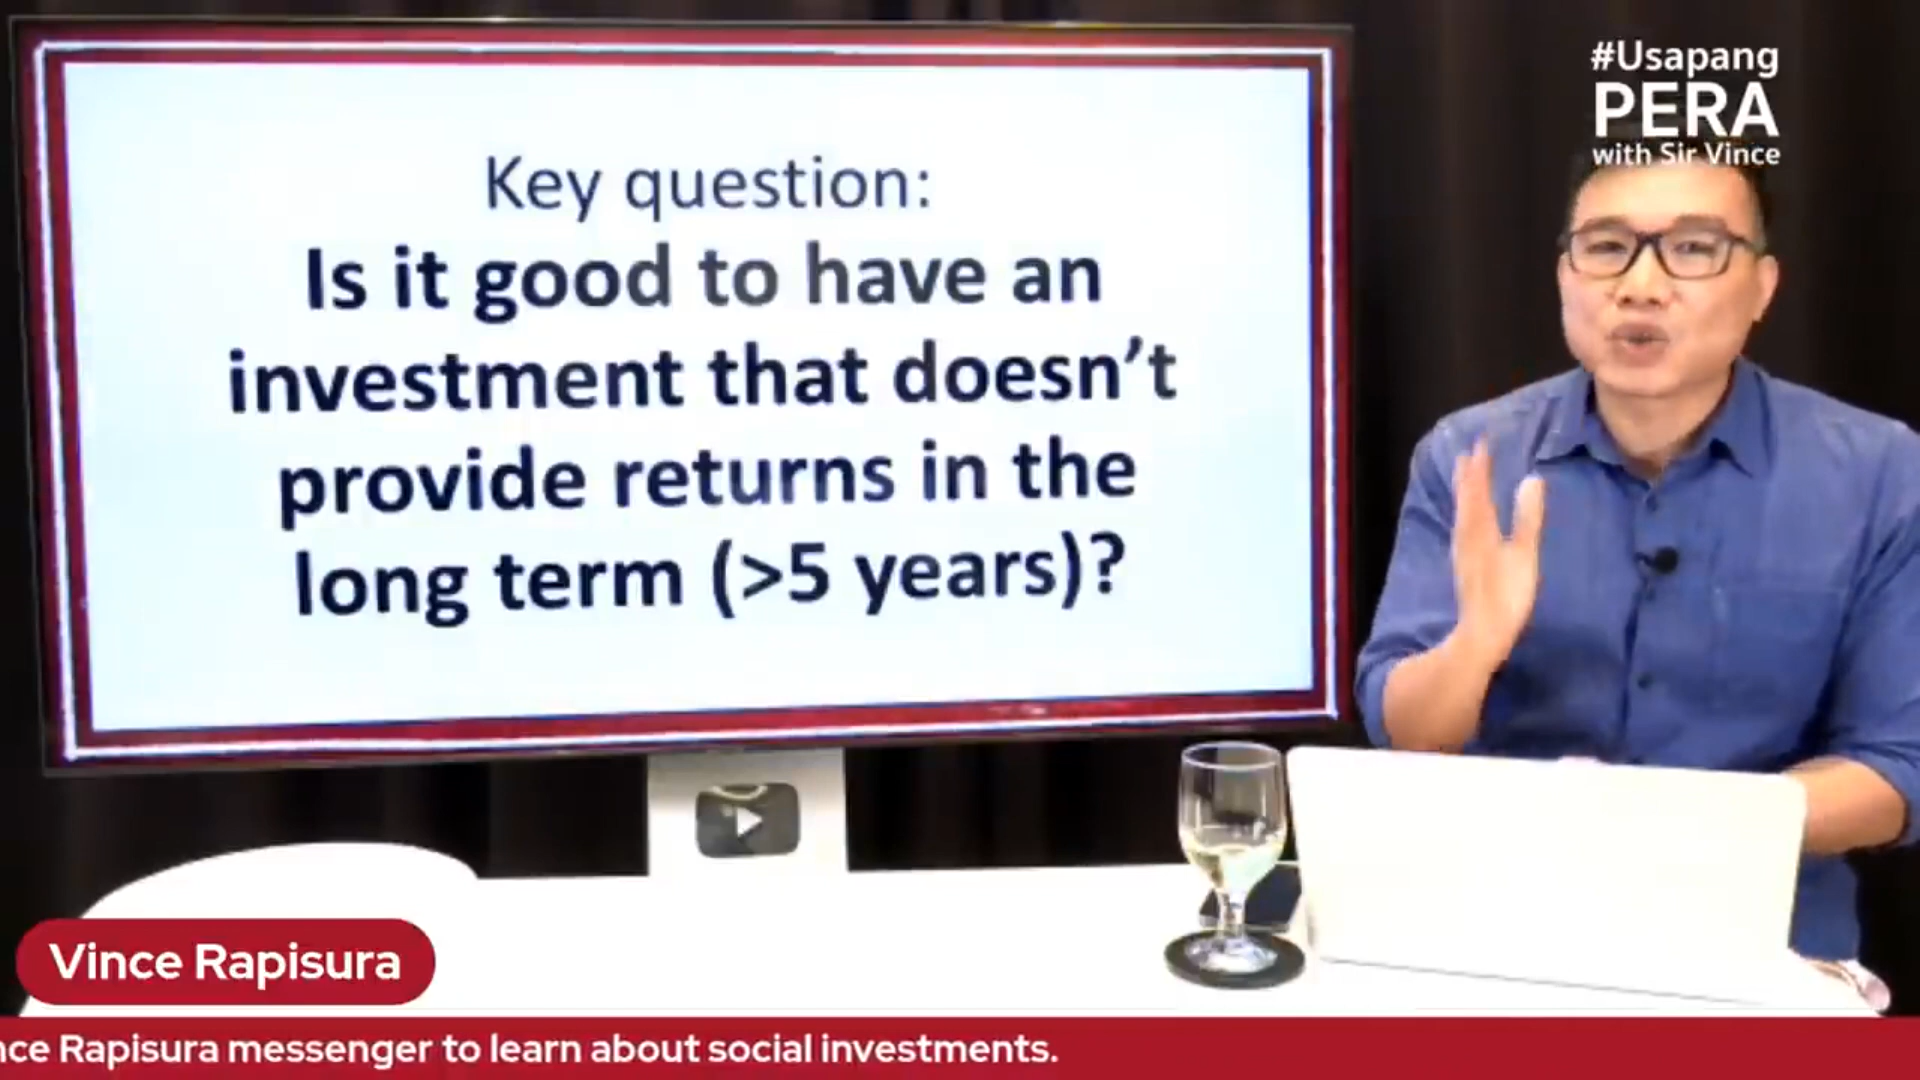 #Usapang
PERA
with Sir Vince
Key question:
Is it good to have an
investment that doesn’t
provide returns in the
long term (>5 years)?
Vince Rapisura
nce Rapisura messenger to learn about social investments.